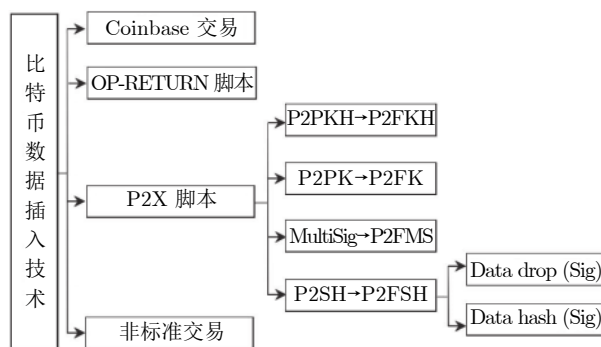 比特币数据插入技术
Coinbase 交易
OP-RETURN 脚本
P2X 脚本
非标准交易
P2PKH→P2FKH
P2PK→P2FK
MultiSig→P2FMS
P2SH→P2FSH
Data drop (Sig)
Data hash (Sig)